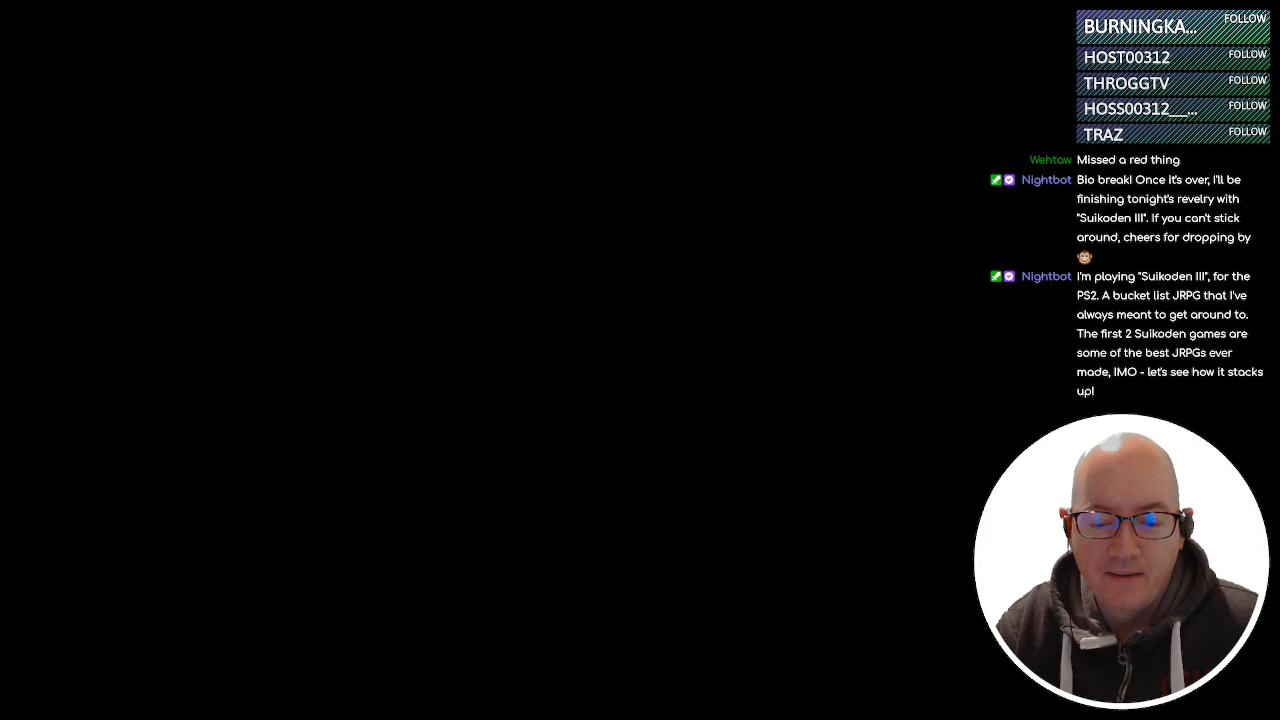 BURNINGKA... FOLLOW
HOST00312 FOLLOW
THROGGTV FOLLOW
HOSS00312__... FOLLOW
TRAZ FOLLOW
Wehtaw Missed a red thing
Nightbot Bio break! Once it's over, I'll be
finishing tonight's revelry with
"Suikoden III". If you can't stick
around, cheers for dropping by
Nightbot I'm playing "Suikoden III", for the
PS2. A bucket list JRPG that I've
always meant to get around to.
The first 2 Suikoden games are
some of the best JRPGs ever
made, IMO - let's see how it stacks
up!